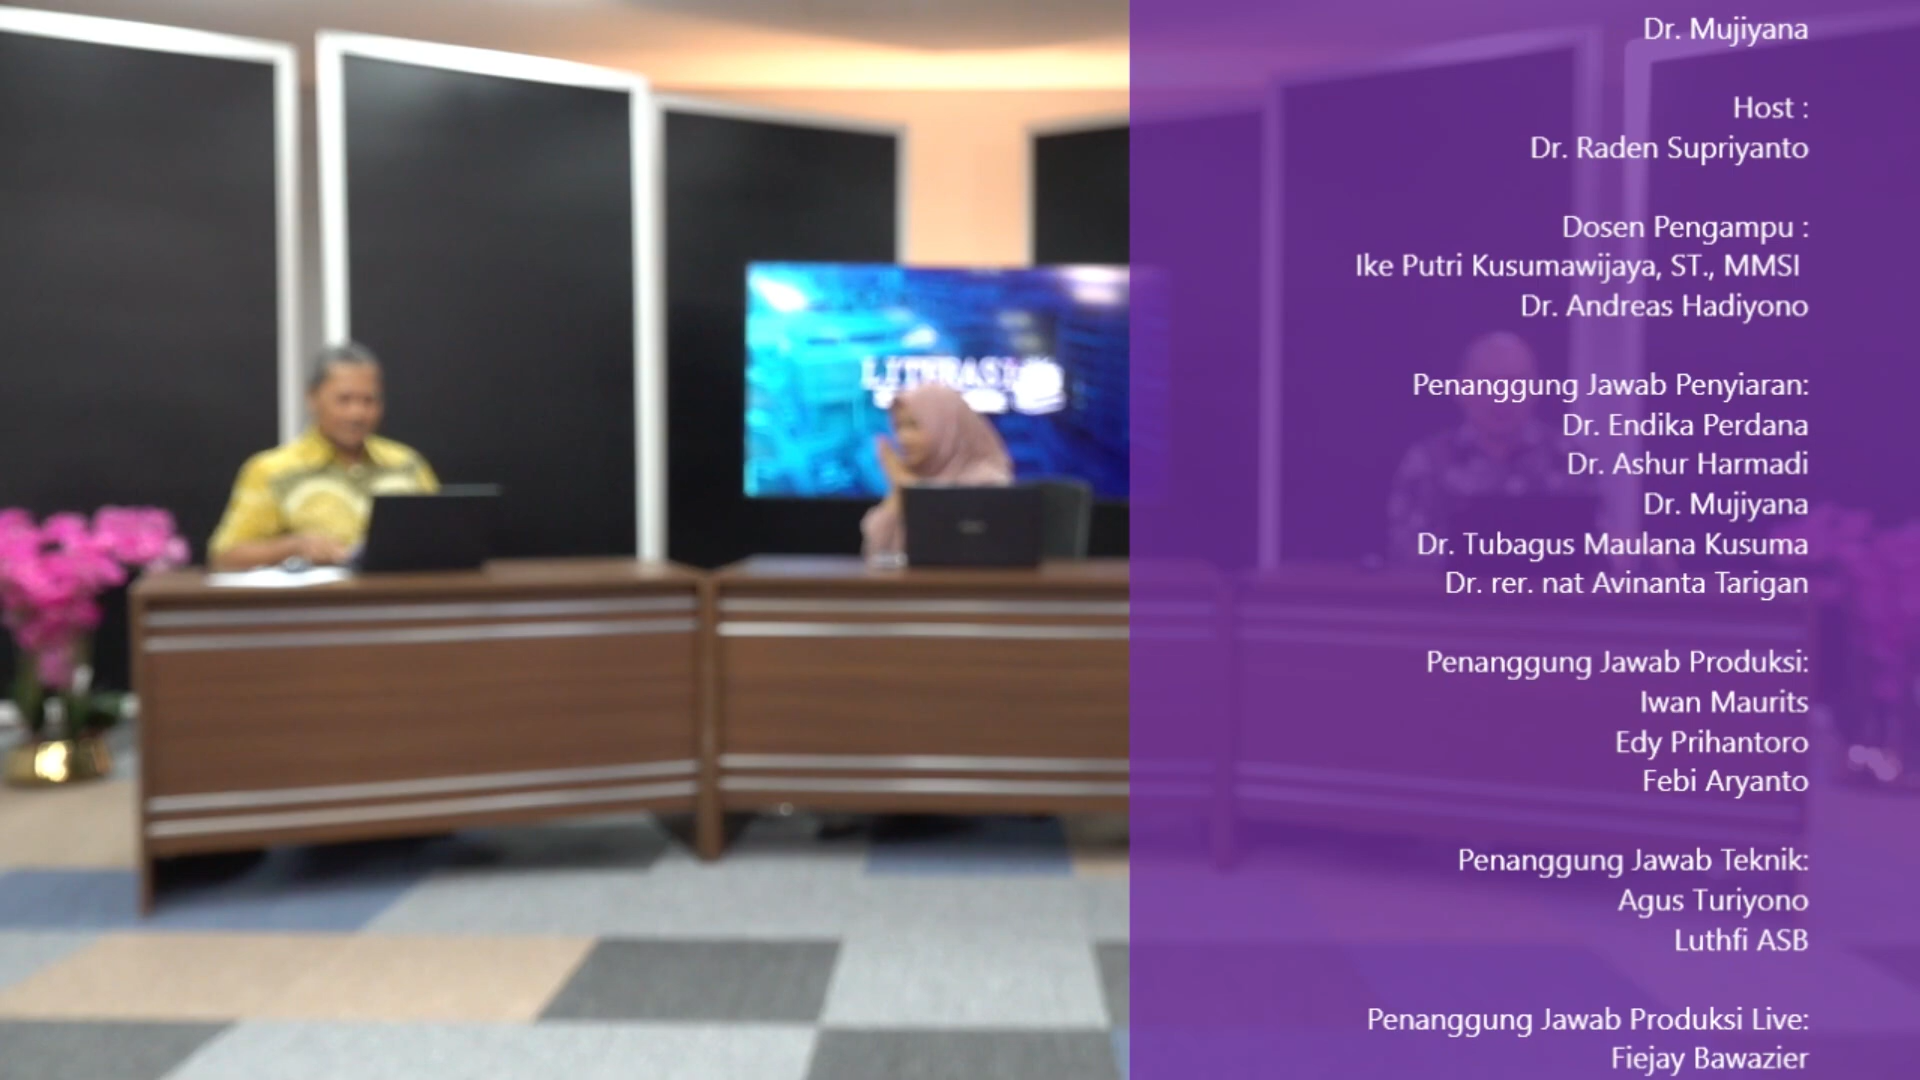 LITERASI
Dr. Mujiyana
Host :
Dr. Raden Supriyanto
Dosen Pengampu :
Ike Putri Kusumawijaya, ST., MMSI
Dr. Andreas Hadiyono
Penanggung Jawab Penyiaran:
Dr. Endika Perdana
Dr. Ashur Harmadi
Dr. Mujiyana
Dr. Tubagus Maulana Kusuma
Dr. rer. nat Avinanta Tarigan
Penanggung Jawab Produksi:
Iwan Maurits
Edy Prihantoro
Febi Aryanto
Penanggung Jawab Teknik:
Agus Turiyono
Luthfi ASB
Penanggung Jawab Produksi Live:
Fiejay Bawazier